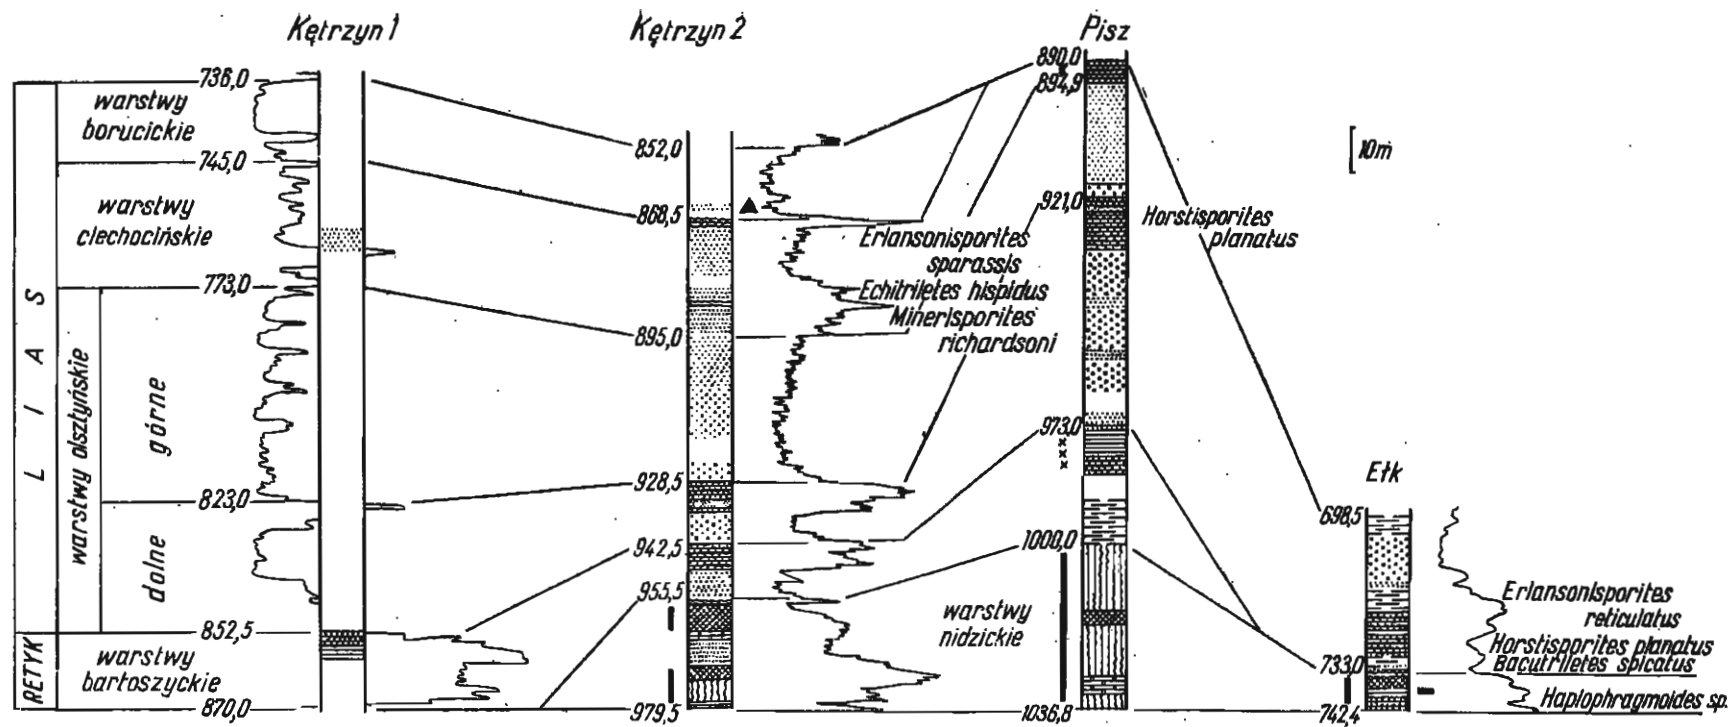 Kętrzyn 1
Kętrzyn 2
Pisz
736,0
warstwy
borucickie
745,0
warstwy
ciechocińskie
773,0
L I A S
warstwy olsztyńskie
górne
823,0
dolne
852,5
RETYK
warstwy
bartoszyckie
870,0
852,0
868,5
895,0
928,5
942,5
955,5
979,5
Erlansonisporites
sparassis
Echitriletes hispidus
Minerisporites
richardsoni
warstwy
nidzickie
890,0
894,9
921,0
973,0
xxx
1000,0
1036,8
Horstisporites
planatus
10m
Ełk
698,5
733,0
742,4
Erlansonisporites
reticulatus
Horstisporites planatus
Bacutriletes spicatus
Haplophragmoides sp.